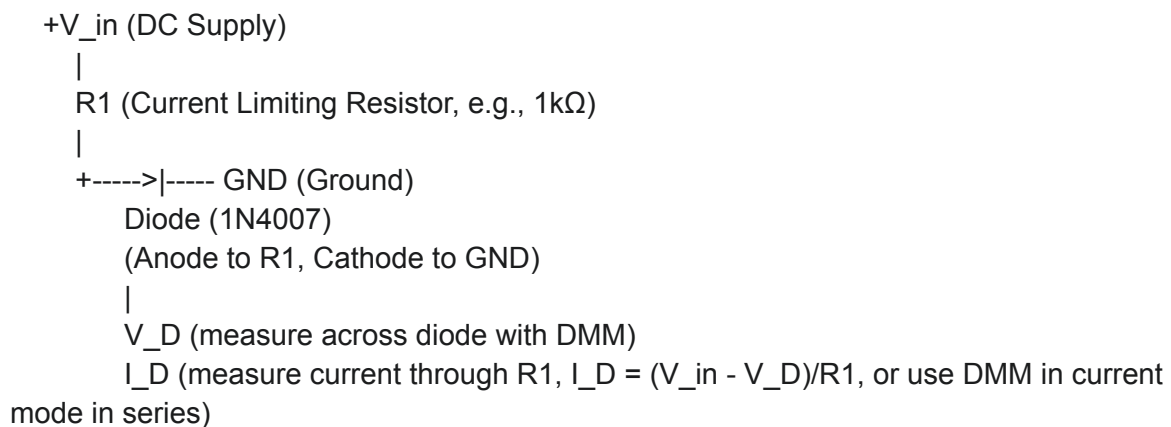 +V_in (DC Supply)
|
R1 (Current Limiting Resistor, e.g., 1kΩ)
|
+----->|----- GND (Ground)
Diode (1N4007)
(Anode to R1, Cathode to GND)
|
V_D (measure across diode with DMM)
I_D (measure current through R1, I_D = (V_in - V_D)/R1, or use DMM in current
mode in series)